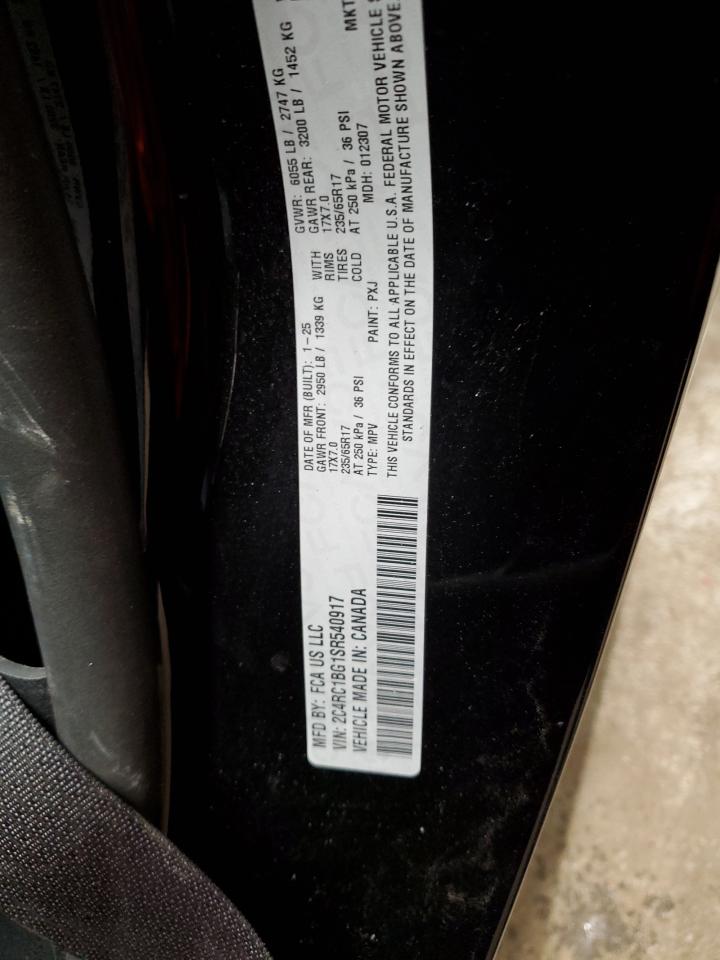 MFD BY: FCA US LLC
VIN: 2C4RC1BG1SR540917
VEHICLE MADE IN: CANADA
DATE OF MFR (BUILT): 1-25 GVWR: 6055 LB / 2747 KG
GAWR FRONT: 2950 LB / 1339 KG WITH GAWR REAR: 3200 LB / 1452 KG
17X7.0 RIMS 17X7.0
235/65R17 TIRES 235/65R17
AT 250 kPa / 36 PSI COLD AT 250 kPa / 36 PSI
TYPE: MPV PAINT: PXJ MDH: 012307 MKT
THIS VEHICLE CONFORMS TO ALL APPLICABLE U.S.A. FEDERAL MOTOR VEHICLE
STANDARDS IN EFFECT ON THE DATE OF MANUFACTURE SHOWN ABOVE.